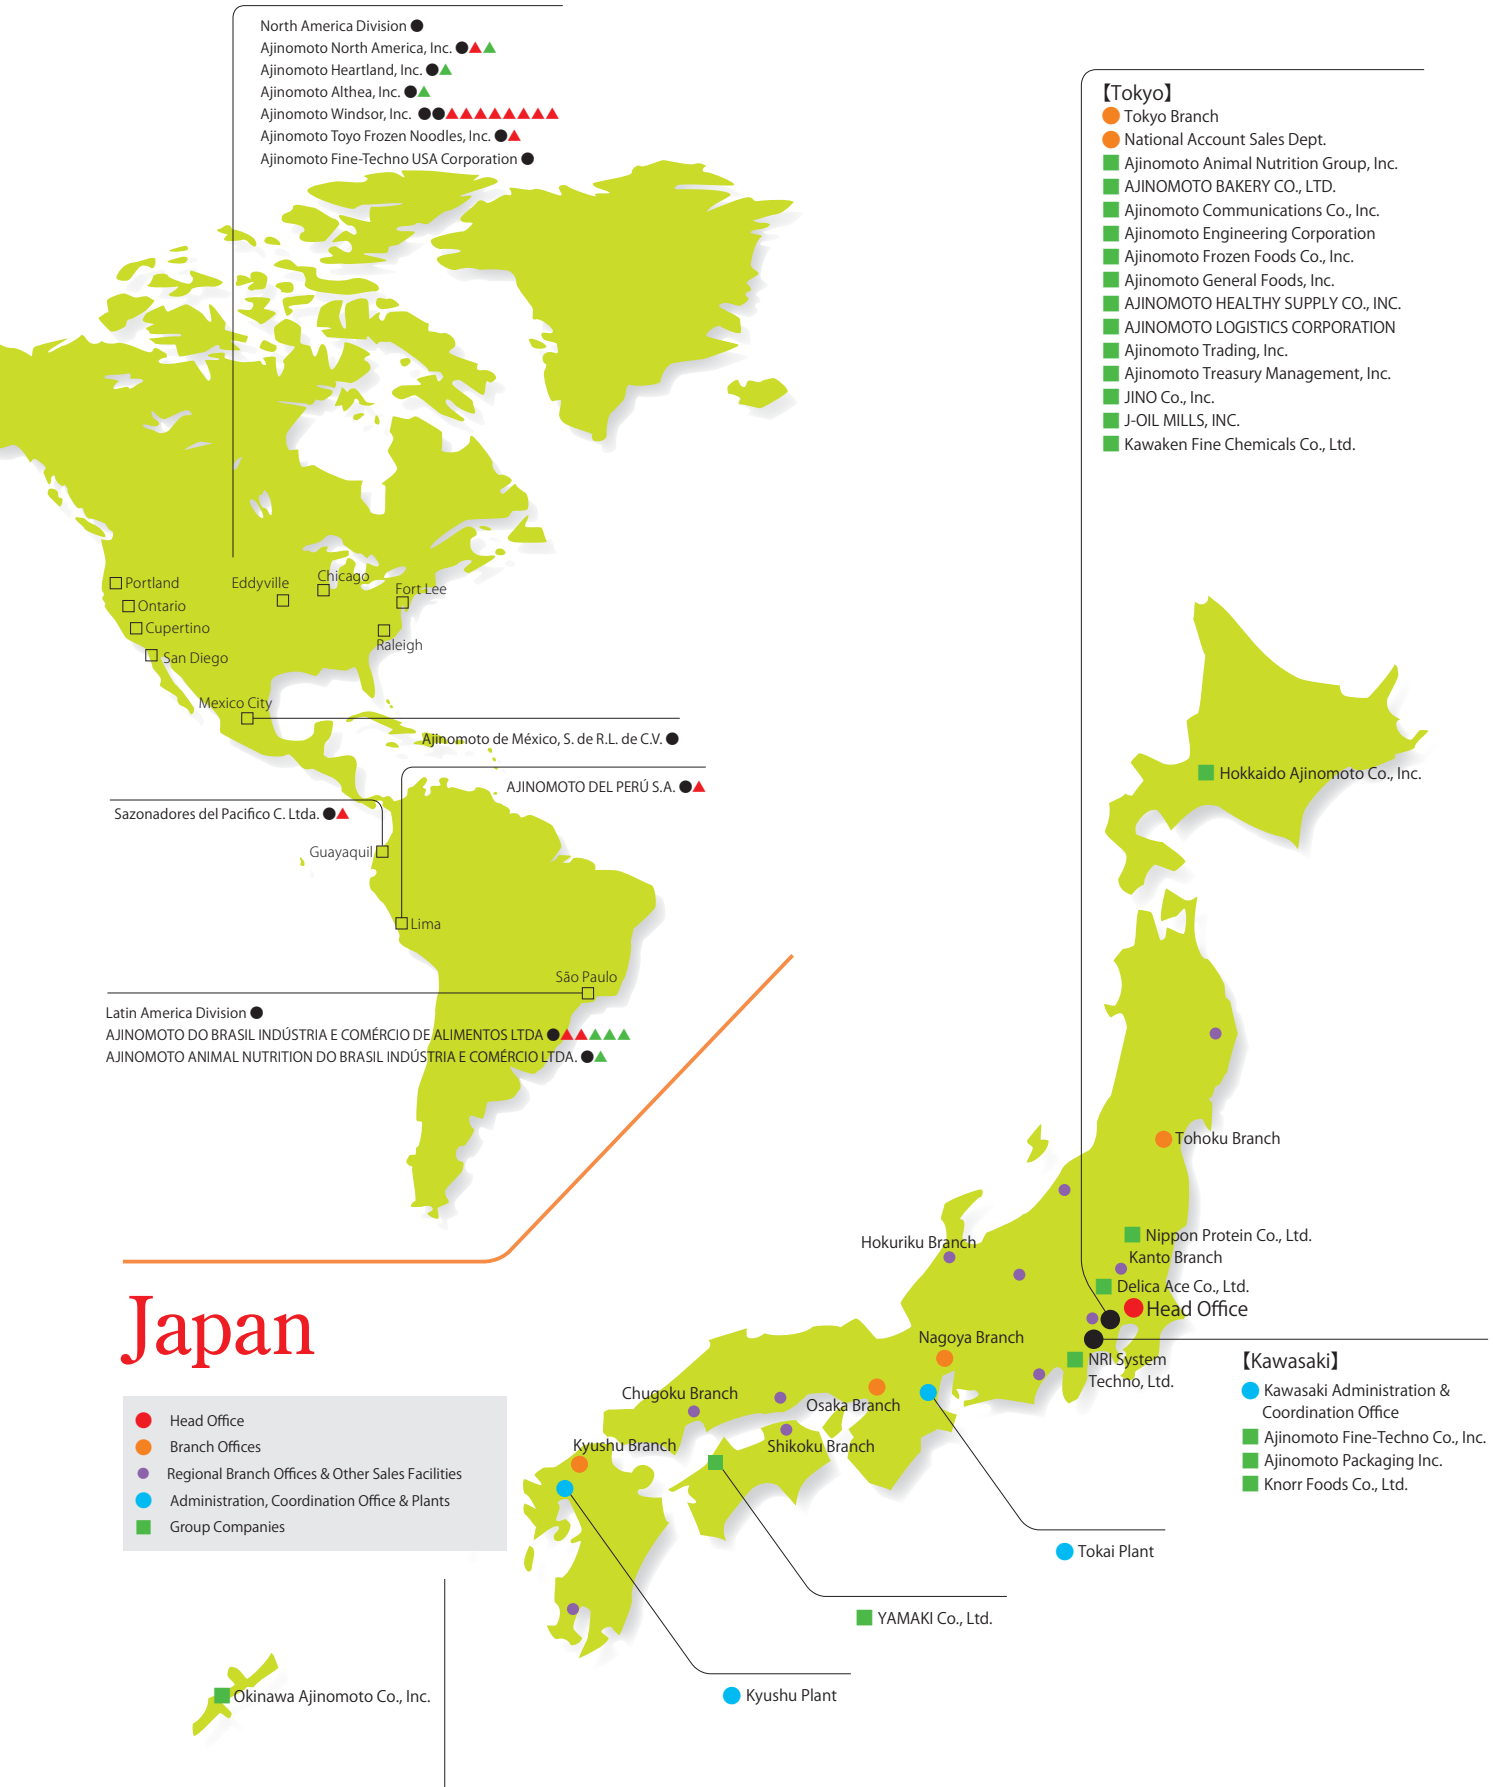 North America Division
Ajinomoto North America, Inc.
Ajinomoto Heartland, Inc.
Ajinomoto Althea, Inc.
Ajinomoto Windsor, Inc.
Ajinomoto Toyo Frozen Noodles, Inc.
Ajinomoto Fine-Techno USA Corporation
Portland
Eddyville
Chicago
Fort Lee
Ontario
Cupertino
Raleigh
San Diego
Mexico City
Ajinomoto de México, S. de R.L. de C.V.
AJINOMOTO DEL PERÚ S.A.
Sazonadores del Pacifico C. Ltda.
Guayaquil
Lima
São Paulo
Latin America Division
AJINOMOTO DO BRASIL INDÚSTRIA E COMÉRCIO DE ALIMENTOS LTDA
AJINOMOTO ANIMAL NUTRITION DO BRASIL INDÚSTRIA E COMÉRCIO LTDA.
【Tokyo】
Tokyo Branch
National Account Sales Dept.
Ajinomoto Animal Nutrition Group, Inc.
AJINOMOTO BAKERY CO., LTD.
Ajinomoto Communications Co., Inc.
Ajinomoto Engineering Corporation
Ajinomoto Frozen Foods Co., Inc.
Ajinomoto General Foods, Inc.
AJINOMOTO HEALTHY SUPPLY CO., INC.
AJINOMOTO LOGISTICS CORPORATION
Ajinomoto Trading, Inc.
Ajinomoto Treasury Management, Inc.
JINO Co., Inc.
J-OIL MILLS, INC.
Kawaken Fine Chemicals Co., Ltd.
Hokkaido Ajinomoto Co., Inc.
Tohoku Branch
Nippon Protein Co., Ltd.
Hokuriku Branch
Kanto Branch
Delica Ace Co., Ltd.
Head Office
Nagoya Branch
NRI System
Techno, Ltd.
【Kawasaki】
Kawasaki Administration &
Coordination Office
Ajinomoto Fine-Techno Co., Inc.
Ajinomoto Packaging Inc.
Knorr Foods Co., Ltd.
Chugoku Branch
Osaka Branch
Kyushu Branch
Shikoku Branch
Tokai Plant
YAMAKI Co., Ltd.
Kyushu Plant
Japan
Head Office
Branch Offices
Regional Branch Offices & Other Sales Facilities
Administration, Coordination Office & Plants
Group Companies
Okinawa Ajinomoto Co., Inc.